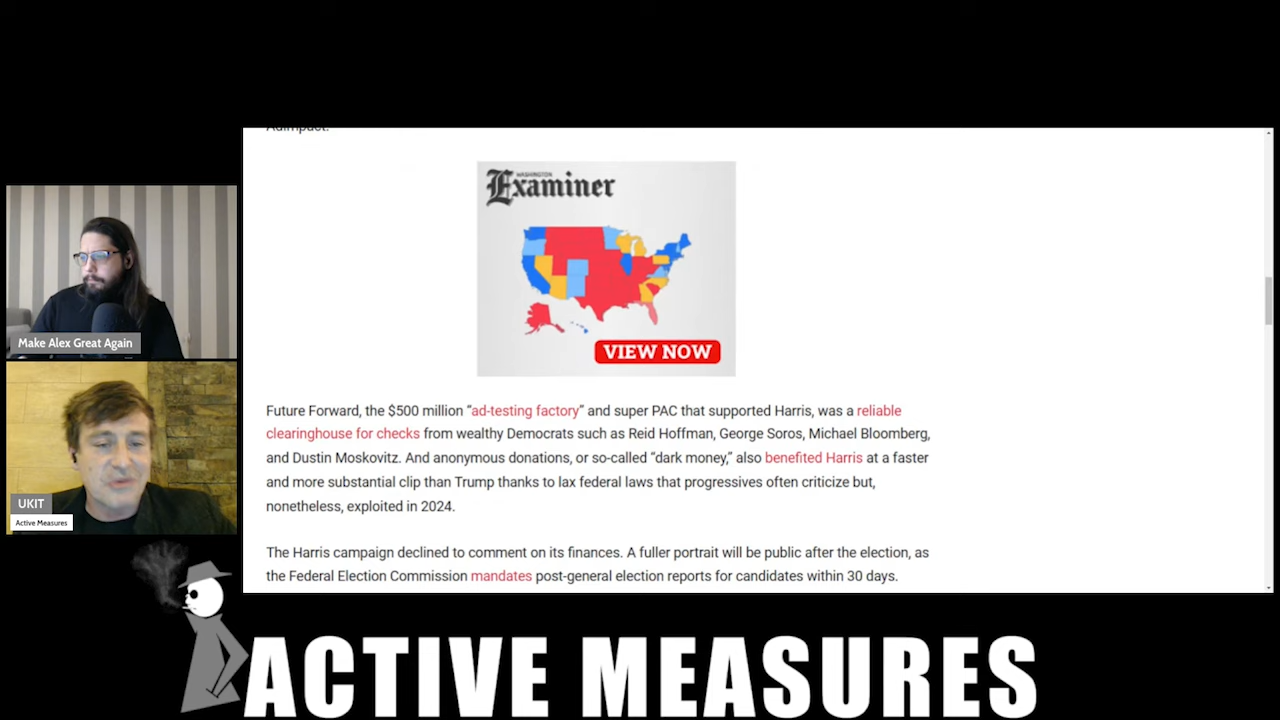 AdImpact.
WASHINGTON
Examiner
VIEW NOW
Future Forward, the $500 million “ad-testing factory” and super PAC that supported Harris, was a reliable
clearinghouse for checks from wealthy Democrats such as Reid Hoffman, George Soros, Michael Bloomberg,
and Dustin Moskovitz. And anonymous donations, or so-called “dark money,” also benefited Harris at a faster
and more substantial clip than Trump thanks to lax federal laws that progressives often criticize but,
nonetheless, exploited in 2024.
The Harris campaign declined to comment on its finances. A fuller portrait will be public after the election, as
the Federal Election Commission mandates post-general election reports for candidates within 30 days.
Make Alex Great Again
UKIT
Active Measures
ACTIVE MEASURES